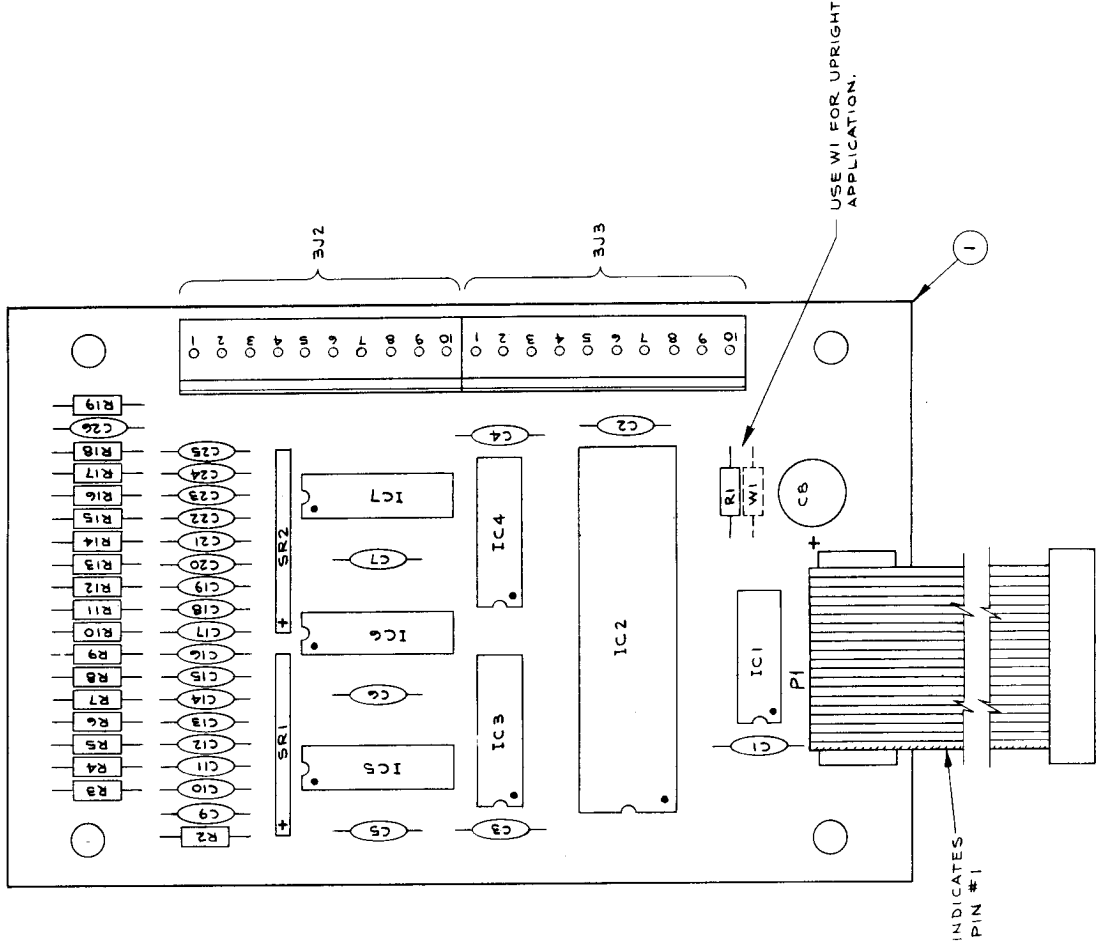 USE W1 FOR UPRIGHT
APPLICATION.
3J2
3J3
1
1
2
3
4
5
6
7
8
9
10
1
2
3
4
5
6
7
8
9
10
R19
C26
R18
R17
R16
R15
R14
R13
R12
R11
R10
R9
R8
R7
R6
R5
R4
R3
C25
C24
C23
C22
C21
C20
C19
C18
C17
C16
C15
C14
C13
C12
C11
C10
C9
R2
SR2
+
SR1
+
IC7
C7
IC6
C6
IC5
C5
C4
IC4
IC3
C3
C2
IC2
R1
W1
C8
+
IC1
C1
P1
INDICATES
PIN #1